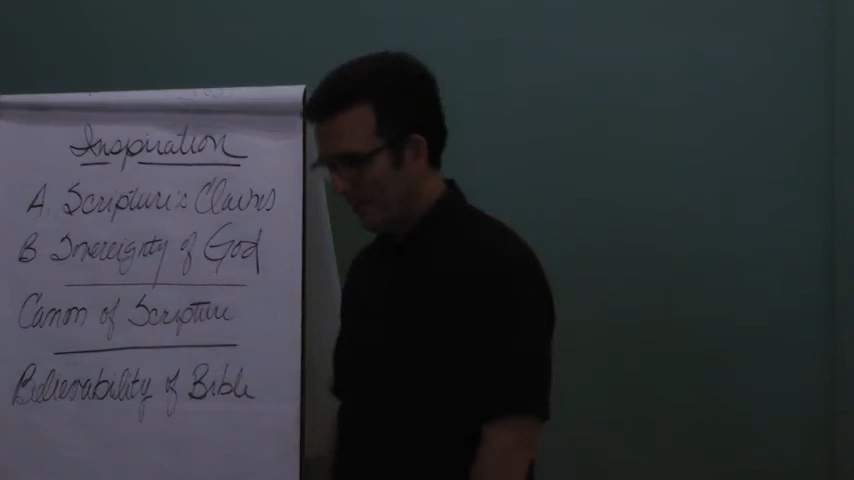 Inspiration
A. Scripture's Claims
B Sovereignty of God
Canon of Scripture
Believability of Bible